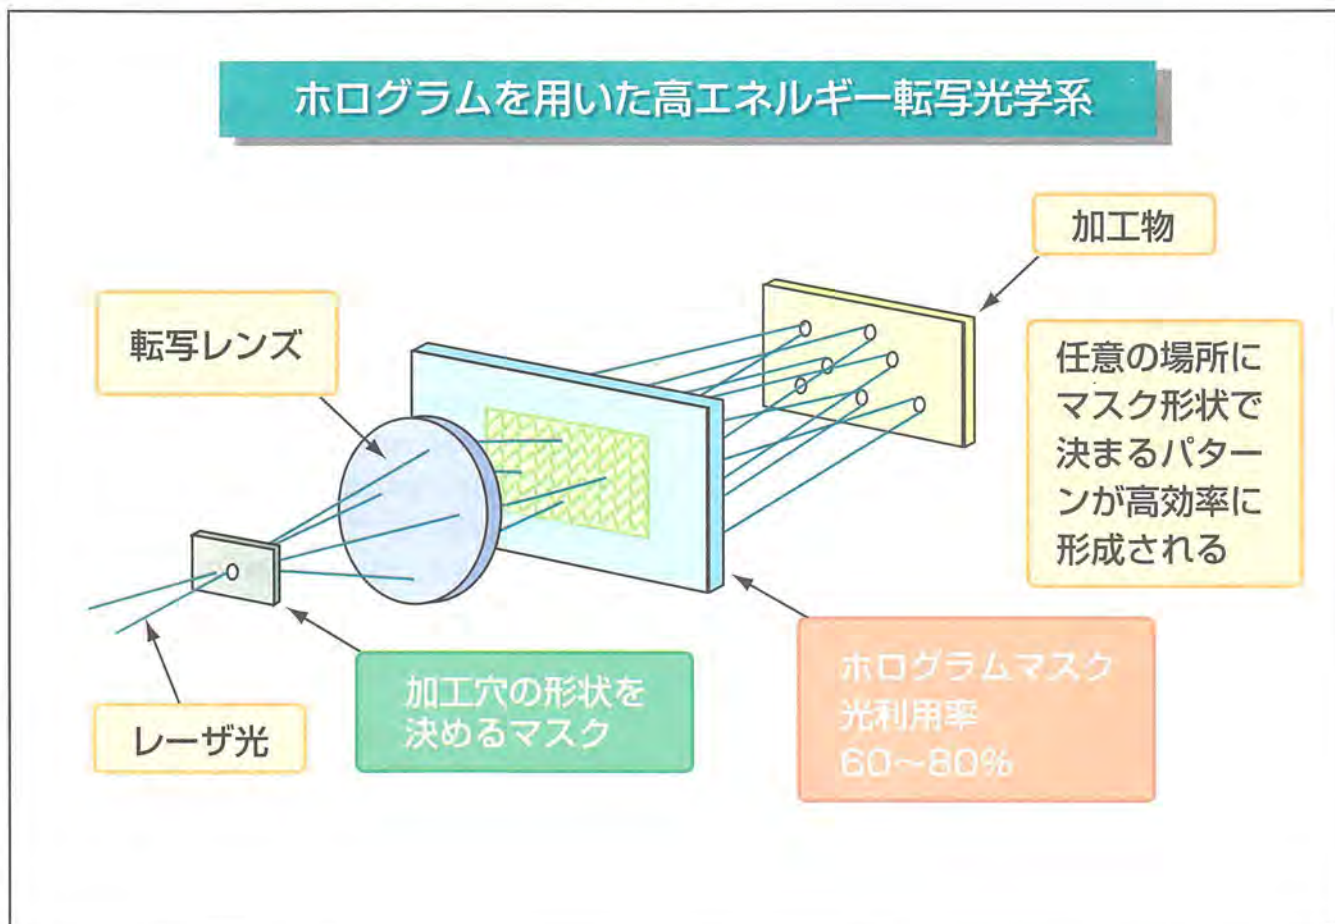 ホログラムを用いた高エネルギー転写光学系
加工物
転写レンズ
任意の場所に
マスク形状で
決まるパター
ンが高効率に
形成される
加工穴の形状を
決めるマスク
ホログラムマスク
光利用率
60〜80%
レーザ光